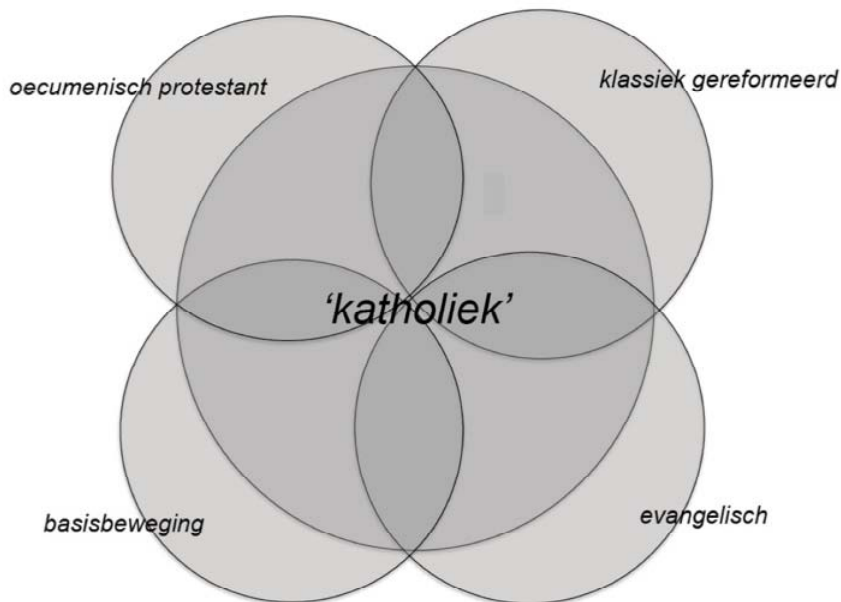 oecumenisch protestant
klassiek gereformeerd
‘katholiek’
basisbeweging
evangelisch